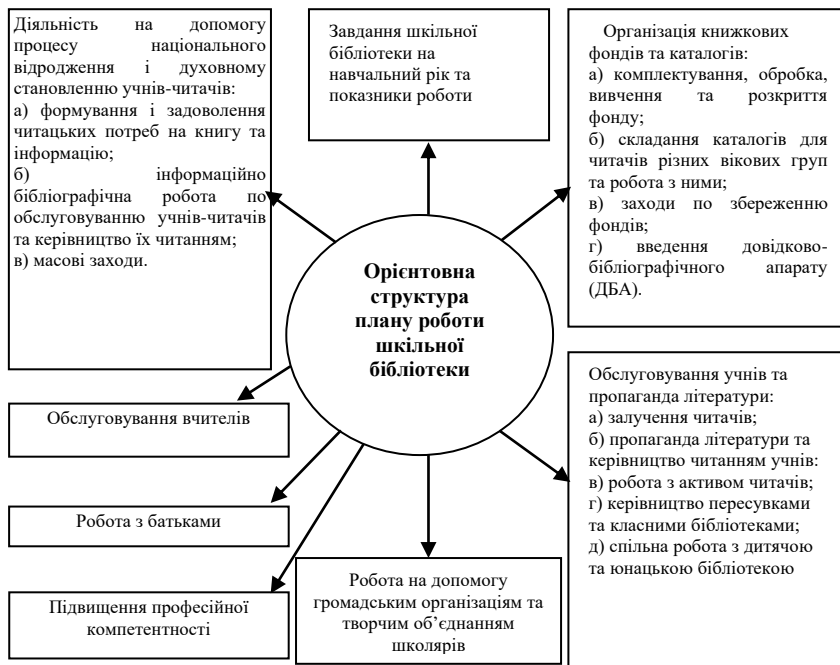 Діяльність на допомогу
процесу національного
відродження і духовному
становленню учнів-читачів:
а) формування і задоволення
читацьких потреб на книгу та
інформацію;
б) інформаційно
бібліографічна робота по
обслуговуванню учнів-читачів
та керівництво їх читанням;
в) масові заходи.
Завдання шкільної
бібліотеки на
навчальний рік та
показники роботи
Організація книжкових
фондів та каталогів:
а) комплектування, обробка,
вивчення та розкриття
фонду;
б) складання каталогів для
читачів різних вікових груп
та робота з ними;
в) заходи по збереженню
фондів;
г) введення довідково-
бібліографічного апарату
(ДБА).
Орієнтовна
структура
плану роботи
шкільної
бібліотеки
Обслуговування вчителів
Робота з батьками
Підвищення професійної
компетентності
Робота на допомогу
громадським організаціям та
творчим об’єднанням
школярів
Обслуговування учнів та
пропаганда літератури:
а) залучення читачів;
б) пропаганда літератури та
керівництво читанням учнів:
в) робота з активом читачів;
г) керівництво пересувками
та класними бібліотеками;
д) спільна робота з дитячою
та юнацькою бібліотекою